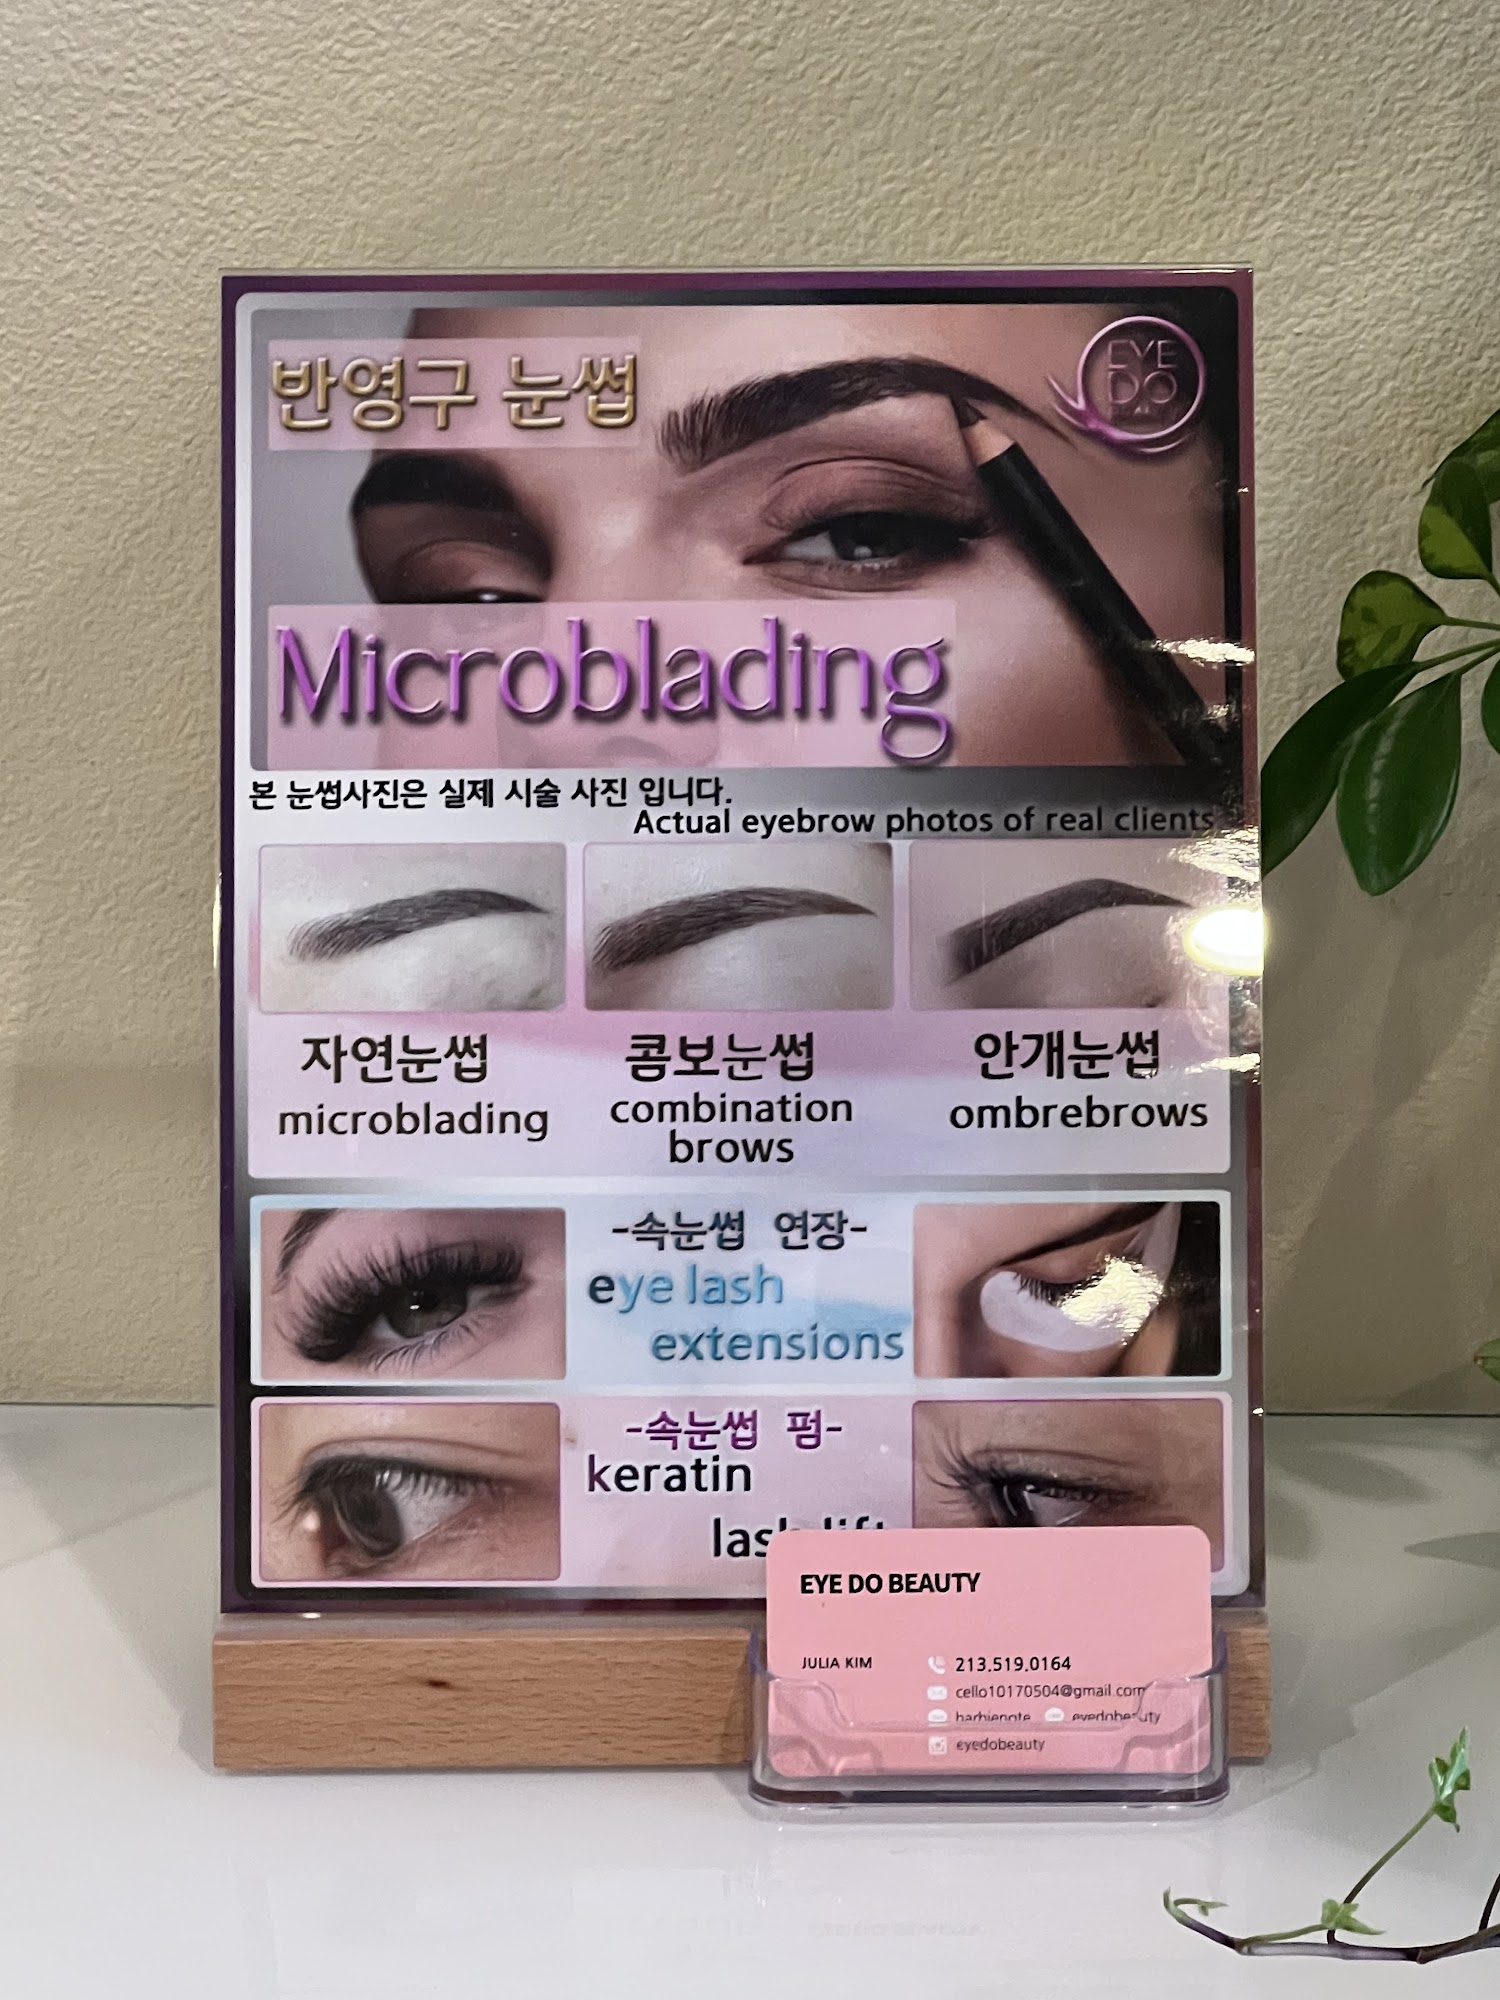 반영구 눈썹
EYE
DO
Microblading
본 눈썹사진은 실제 시술 사진 입니다.
Actual eyebrow photos of real clients
자연눈썹
microblading
콤보눈썹
combination
brows
안개눈썹
ombrebrows
-속눈썹 연장-
eye lash
extensions
-속눈썹 펌-
keratin
EYE DO BEAUTY
JULIA KIM
213.519.0164
cello10170504@gmail.com
eyedobeauty
eyedobeauty